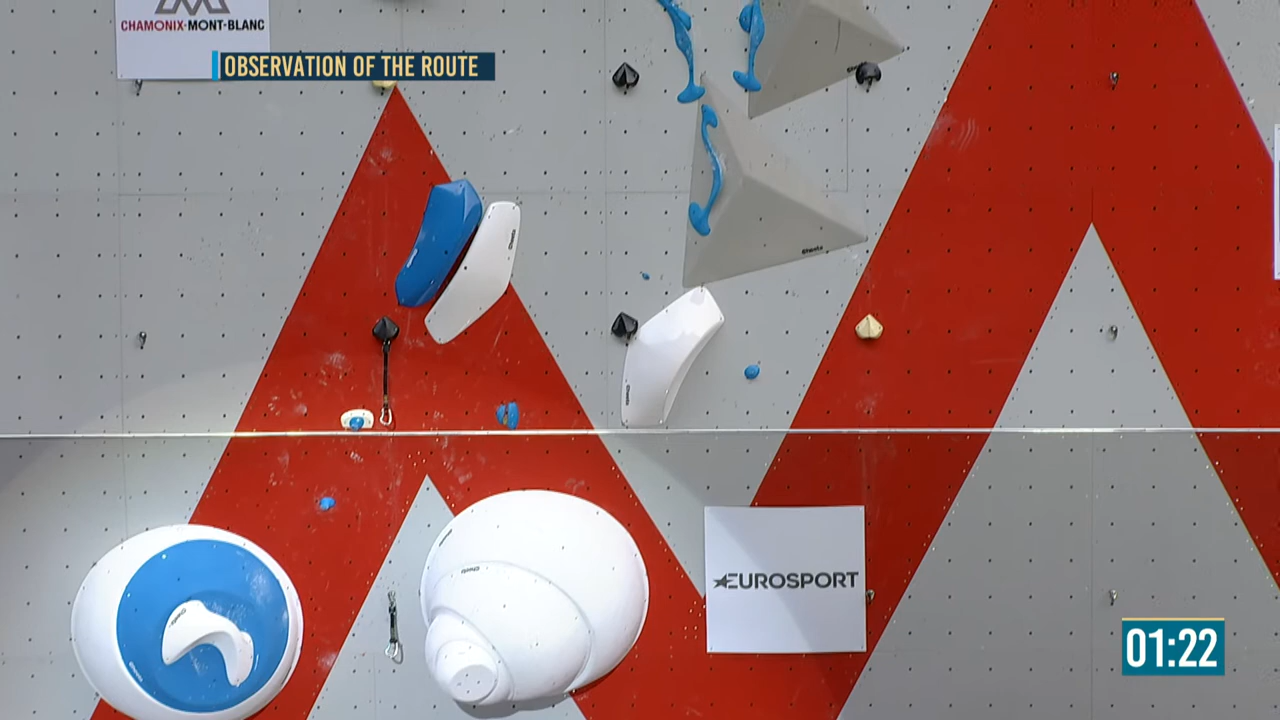 CHAMONIX-MONT-BLANC
OBSERVATION OF THE ROUTE
EUROSPORT
01:22